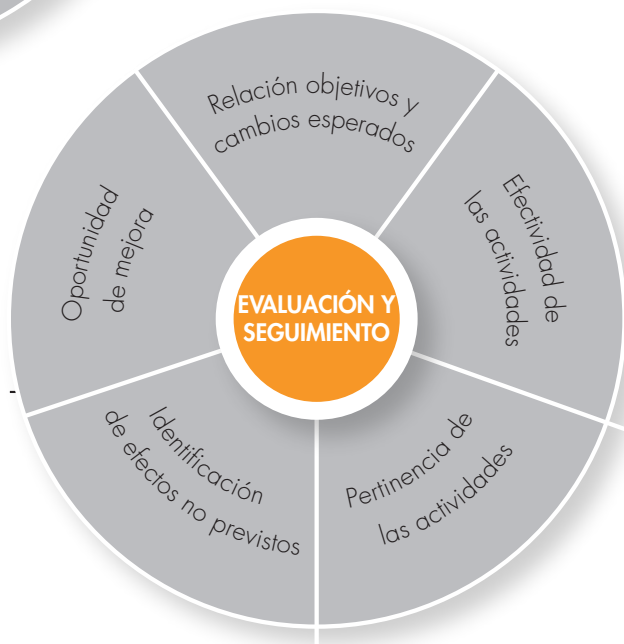 Relación objetivos y
cambios esperados
Efectividad de
las actividades
Pertinencia de
las actividades
Identificación
de efectos no previstos
Oportunidad
de mejora
EVALUACIÓN Y
SEGUIMIENTO